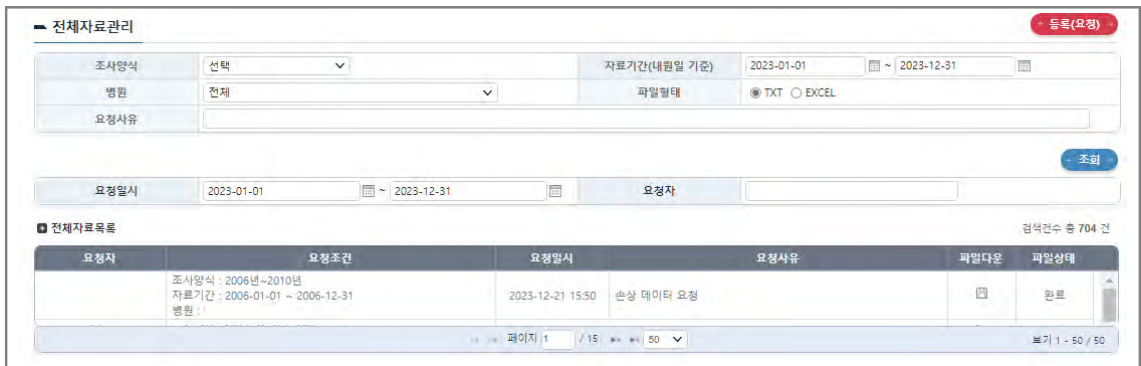 전체자료관리
등록(요청)
조사양식 선택 자료기간(내원일 기준) 2023-01-01 ~ 2023-12-31
병원 전체 파일형태 TXT EXCEL
요청사유
조회
요청일시 2023-01-01 ~ 2023-12-31 요청자
전체자료목록 검색건수 총 704 건
요청자 요청조건 요청일시 요청사유 파일다운 파일상태
조사양식 : 2006년~2010년
자료기간 : 2006-01-01 ~ 2006-12-31 2023-12-21 15:50 손상 데이터 요청 완료
병원 :
페이지 1 / 15 50 보기 1 - 50 / 50